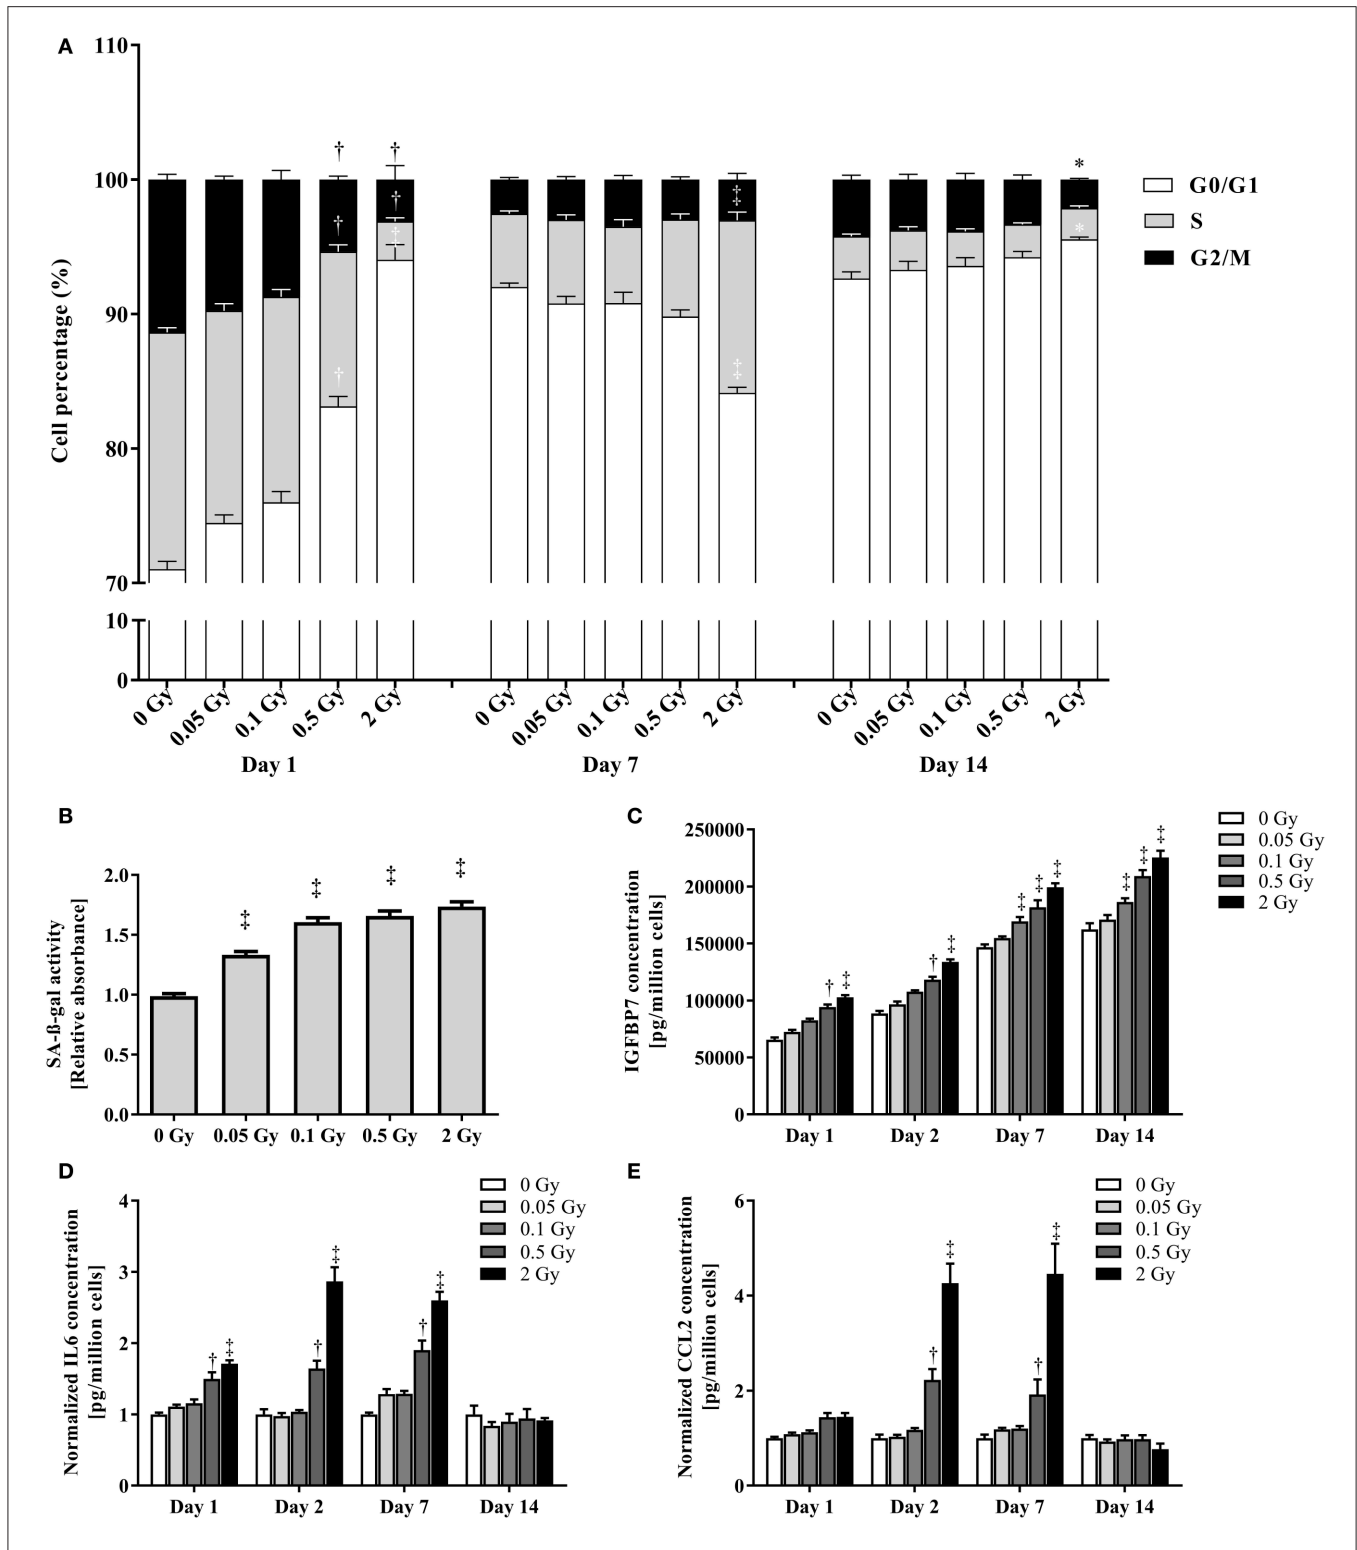 A
110
100
90
80
70
10
0
Cell percentage (%)
† † † † † ‡ ‡ ‡ * *
G0/G1
S
G2/M
0 Gy 0.05 Gy 0.1 Gy 0.5 Gy 2 Gy
0 Gy 0.05 Gy 0.1 Gy 0.5 Gy 2 Gy
0 Gy 0.05 Gy 0.1 Gy 0.5 Gy 2 Gy
Day 1 Day 7 Day 14
B
2.0
1.5
1.0
0.5
0.0
SA-ß-gal activity
[Relative absorbance]
‡ ‡ ‡ ‡
0 Gy 0.05 Gy 0.1 Gy 0.5 Gy 2 Gy
C
250000
200000
150000
100000
50000
0
IGFBP7 concentration
[pg/million cells]
† ‡ † ‡ ‡ ‡ ‡ ‡ ‡ ‡
0 Gy
0.05 Gy
0.1 Gy
0.5 Gy
2 Gy
Day 1 Day 2 Day 7 Day 14
D
4
3
2
1
0
Normalized IL6 concentration
[pg/million cells]
† ‡ † ‡ † ‡
0 Gy
0.05 Gy
0.1 Gy
0.5 Gy
2 Gy
Day 1 Day 2 Day 7 Day 14
E
6
4
2
0
Normalized CCL2 concentration
[pg/million cells]
† ‡ † ‡
0 Gy
0.05 Gy
0.1 Gy
0.5 Gy
2 Gy
Day 1 Day 2 Day 7 Day 14